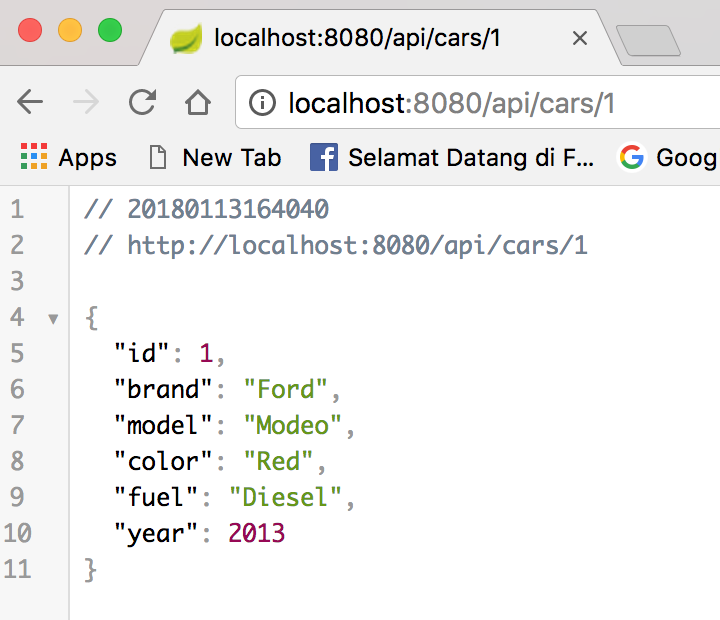 localhost:8080/api/cars/1
localhost:8080/api/cars/1
Apps New Tab Selamat Datang di F... Goog
1 // 20180113164040
2 // http://localhost:8080/api/cars/1
3
4 {
5 "id": 1,
6 "brand": "Ford",
7 "model": "Modeo",
8 "color": "Red",
9 "fuel": "Diesel",
10 "year": 2013
11 }